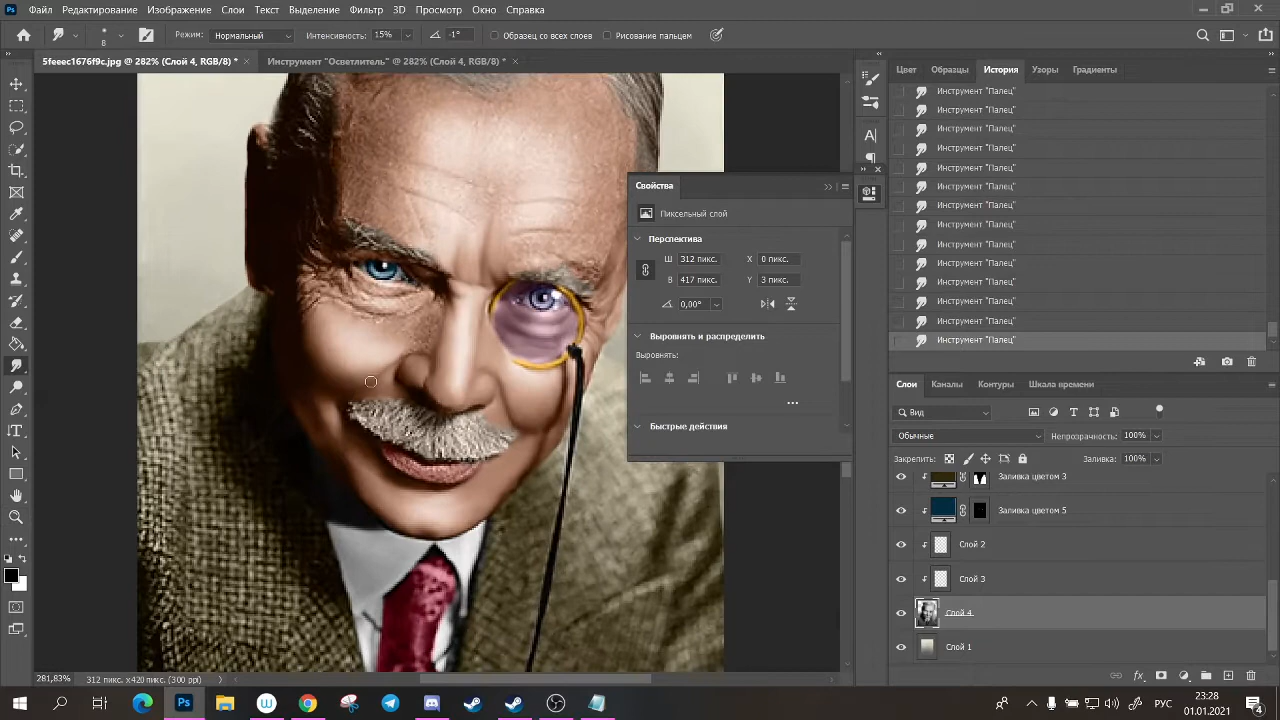 Ps Файл Редактирование Изображение Слои Текст Выделение Фильтр 3D Просмотр Окно Справка
8 Режим: Нормальный Интенсивность: 15% -1° Образец со всех слоев Рисование пальцем
5feeec1676f9c.jpg @ 282% (Слой 4, RGB/8) * Инструмент "Осветлитель" @ 282% (Слой 4, RGB/8) *
Цвет Образцы История Узоры Градиенты
Инструмент "Палец"
Инструмент "Палец"
Инструмент "Палец"
Инструмент "Палец"
Инструмент "Палец"
Инструмент "Палец"
Инструмент "Палец"
Инструмент "Палец"
Инструмент "Палец"
Инструмент "Палец"
Инструмент "Палец"
Инструмент "Палец"
Инструмент "Палец"
Инструмент "Палец"
Свойства
Пиксельный слой
Перспектива
Ш 312 пикс. X 0 пикс.
В 417 пикс. Y 3 пикс.
0,00°
Выровнять и распределить
Выровнять:
Быстрые действия
Слои Каналы Контуры Шкала времени
Вид
Обычные Непрозрачность: 100%
Закрепить: Заливка: 100%
Заливка цветом 3
Заливка цветом 5
Слой 2
Слой 3
Слой 4
Слой 1
281,83% 312 пикс. x 420 пикс. (300 ppi)
Ps РУС 23:28
01.01.2021 4